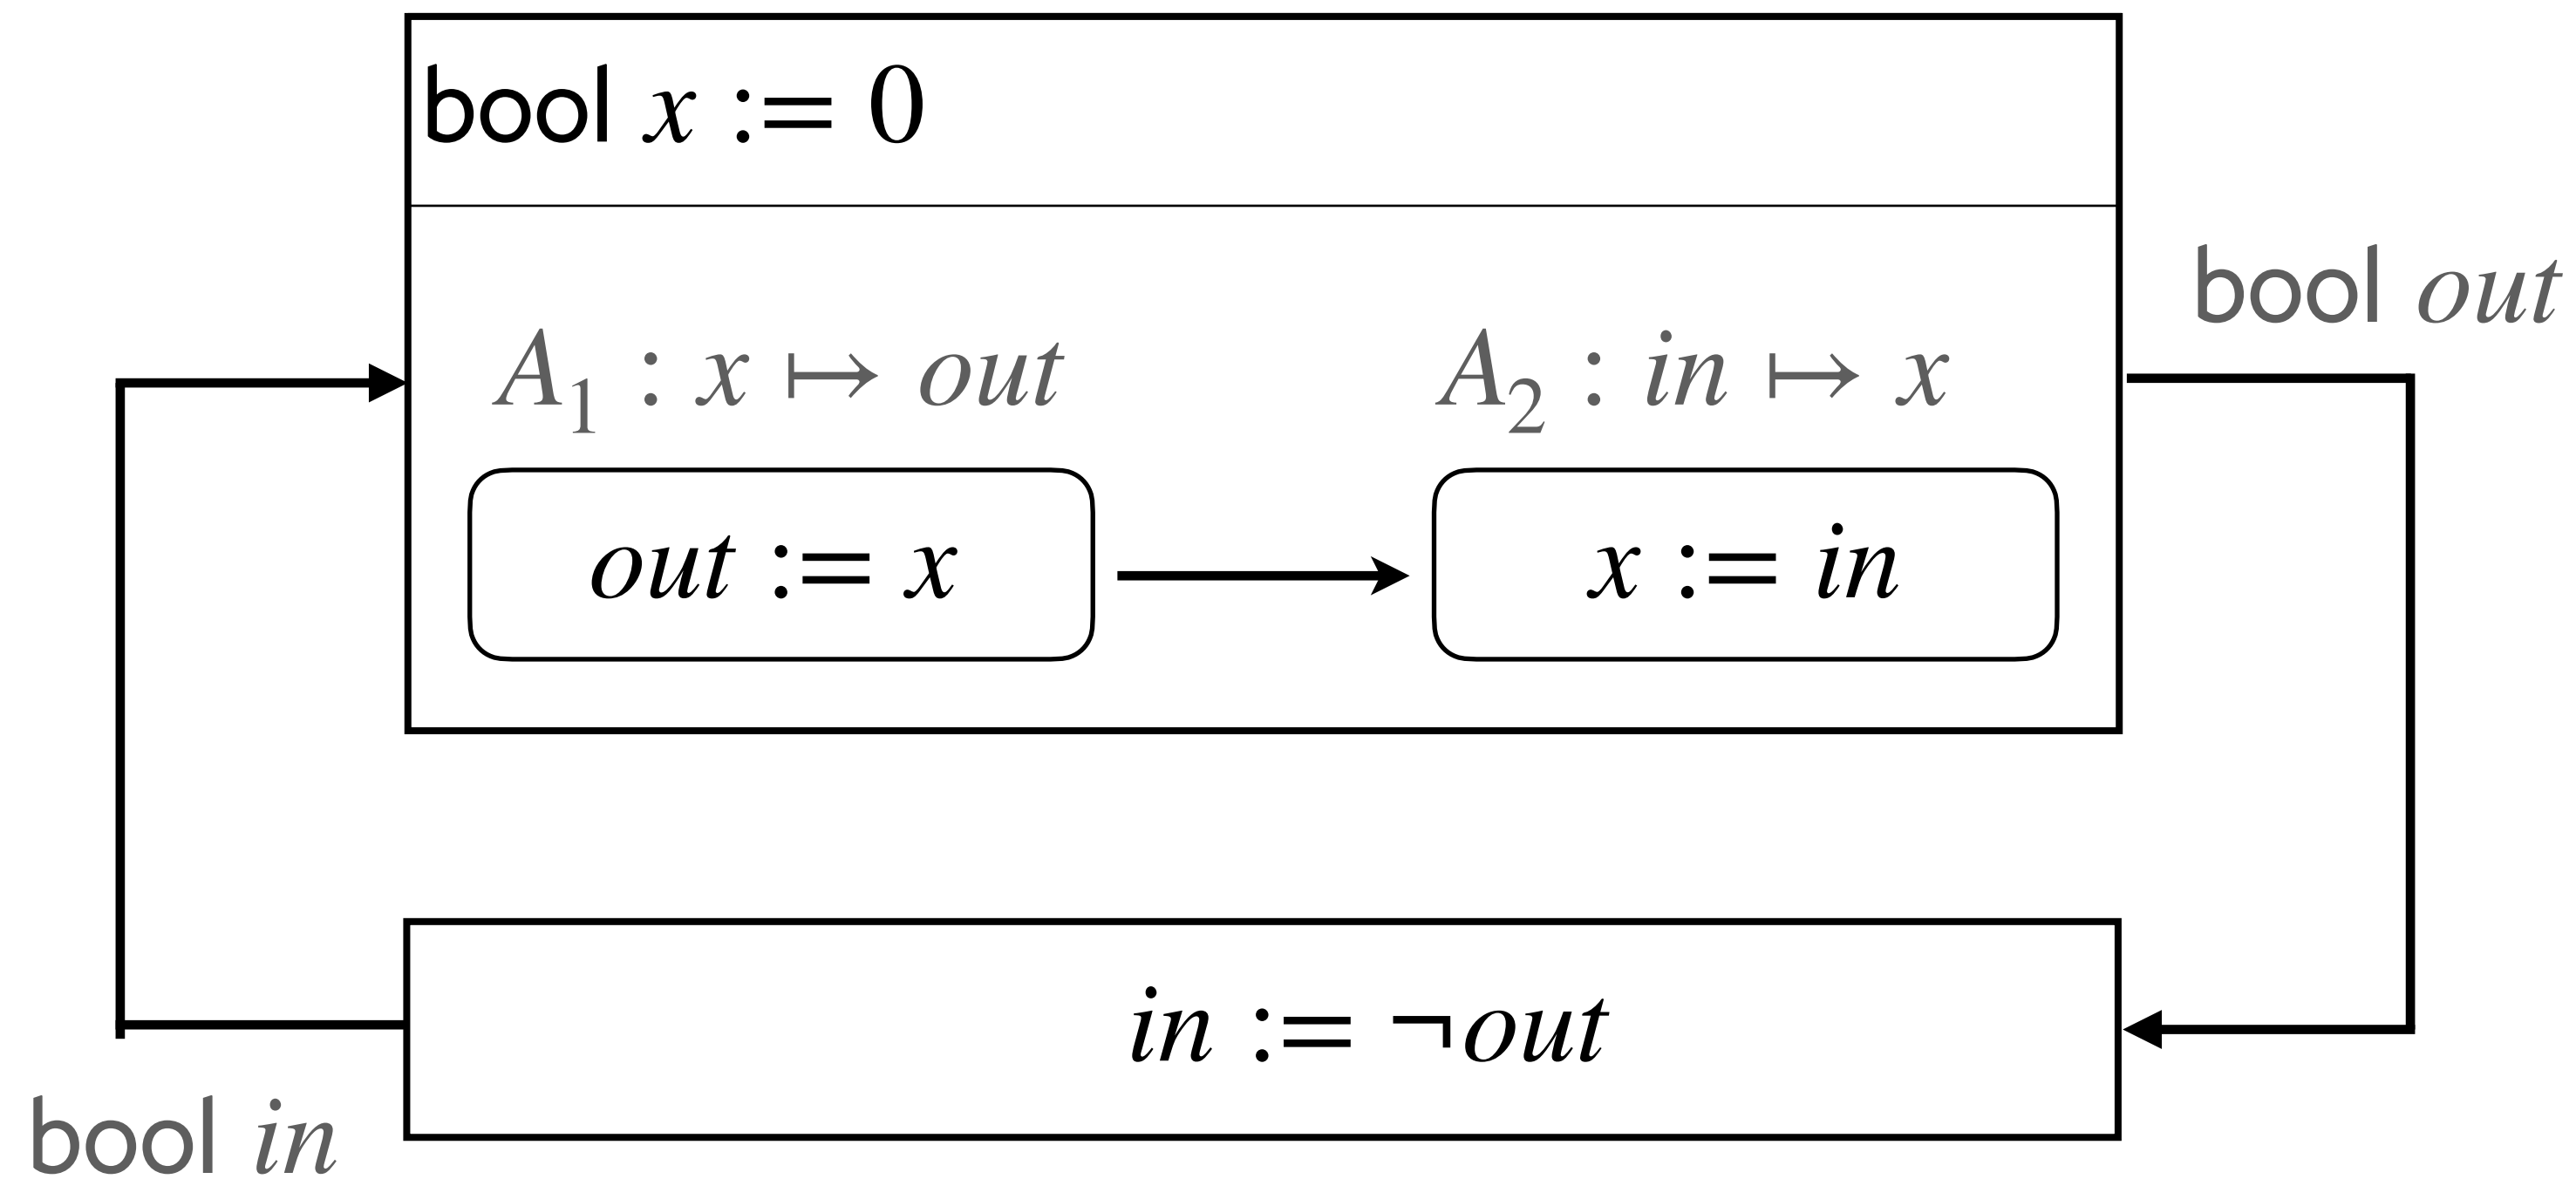 bool x := 0
bool out
A₁ : x ↦ out
A₂ : in ↦ x
out := x
x := in
in := ¬out
bool in